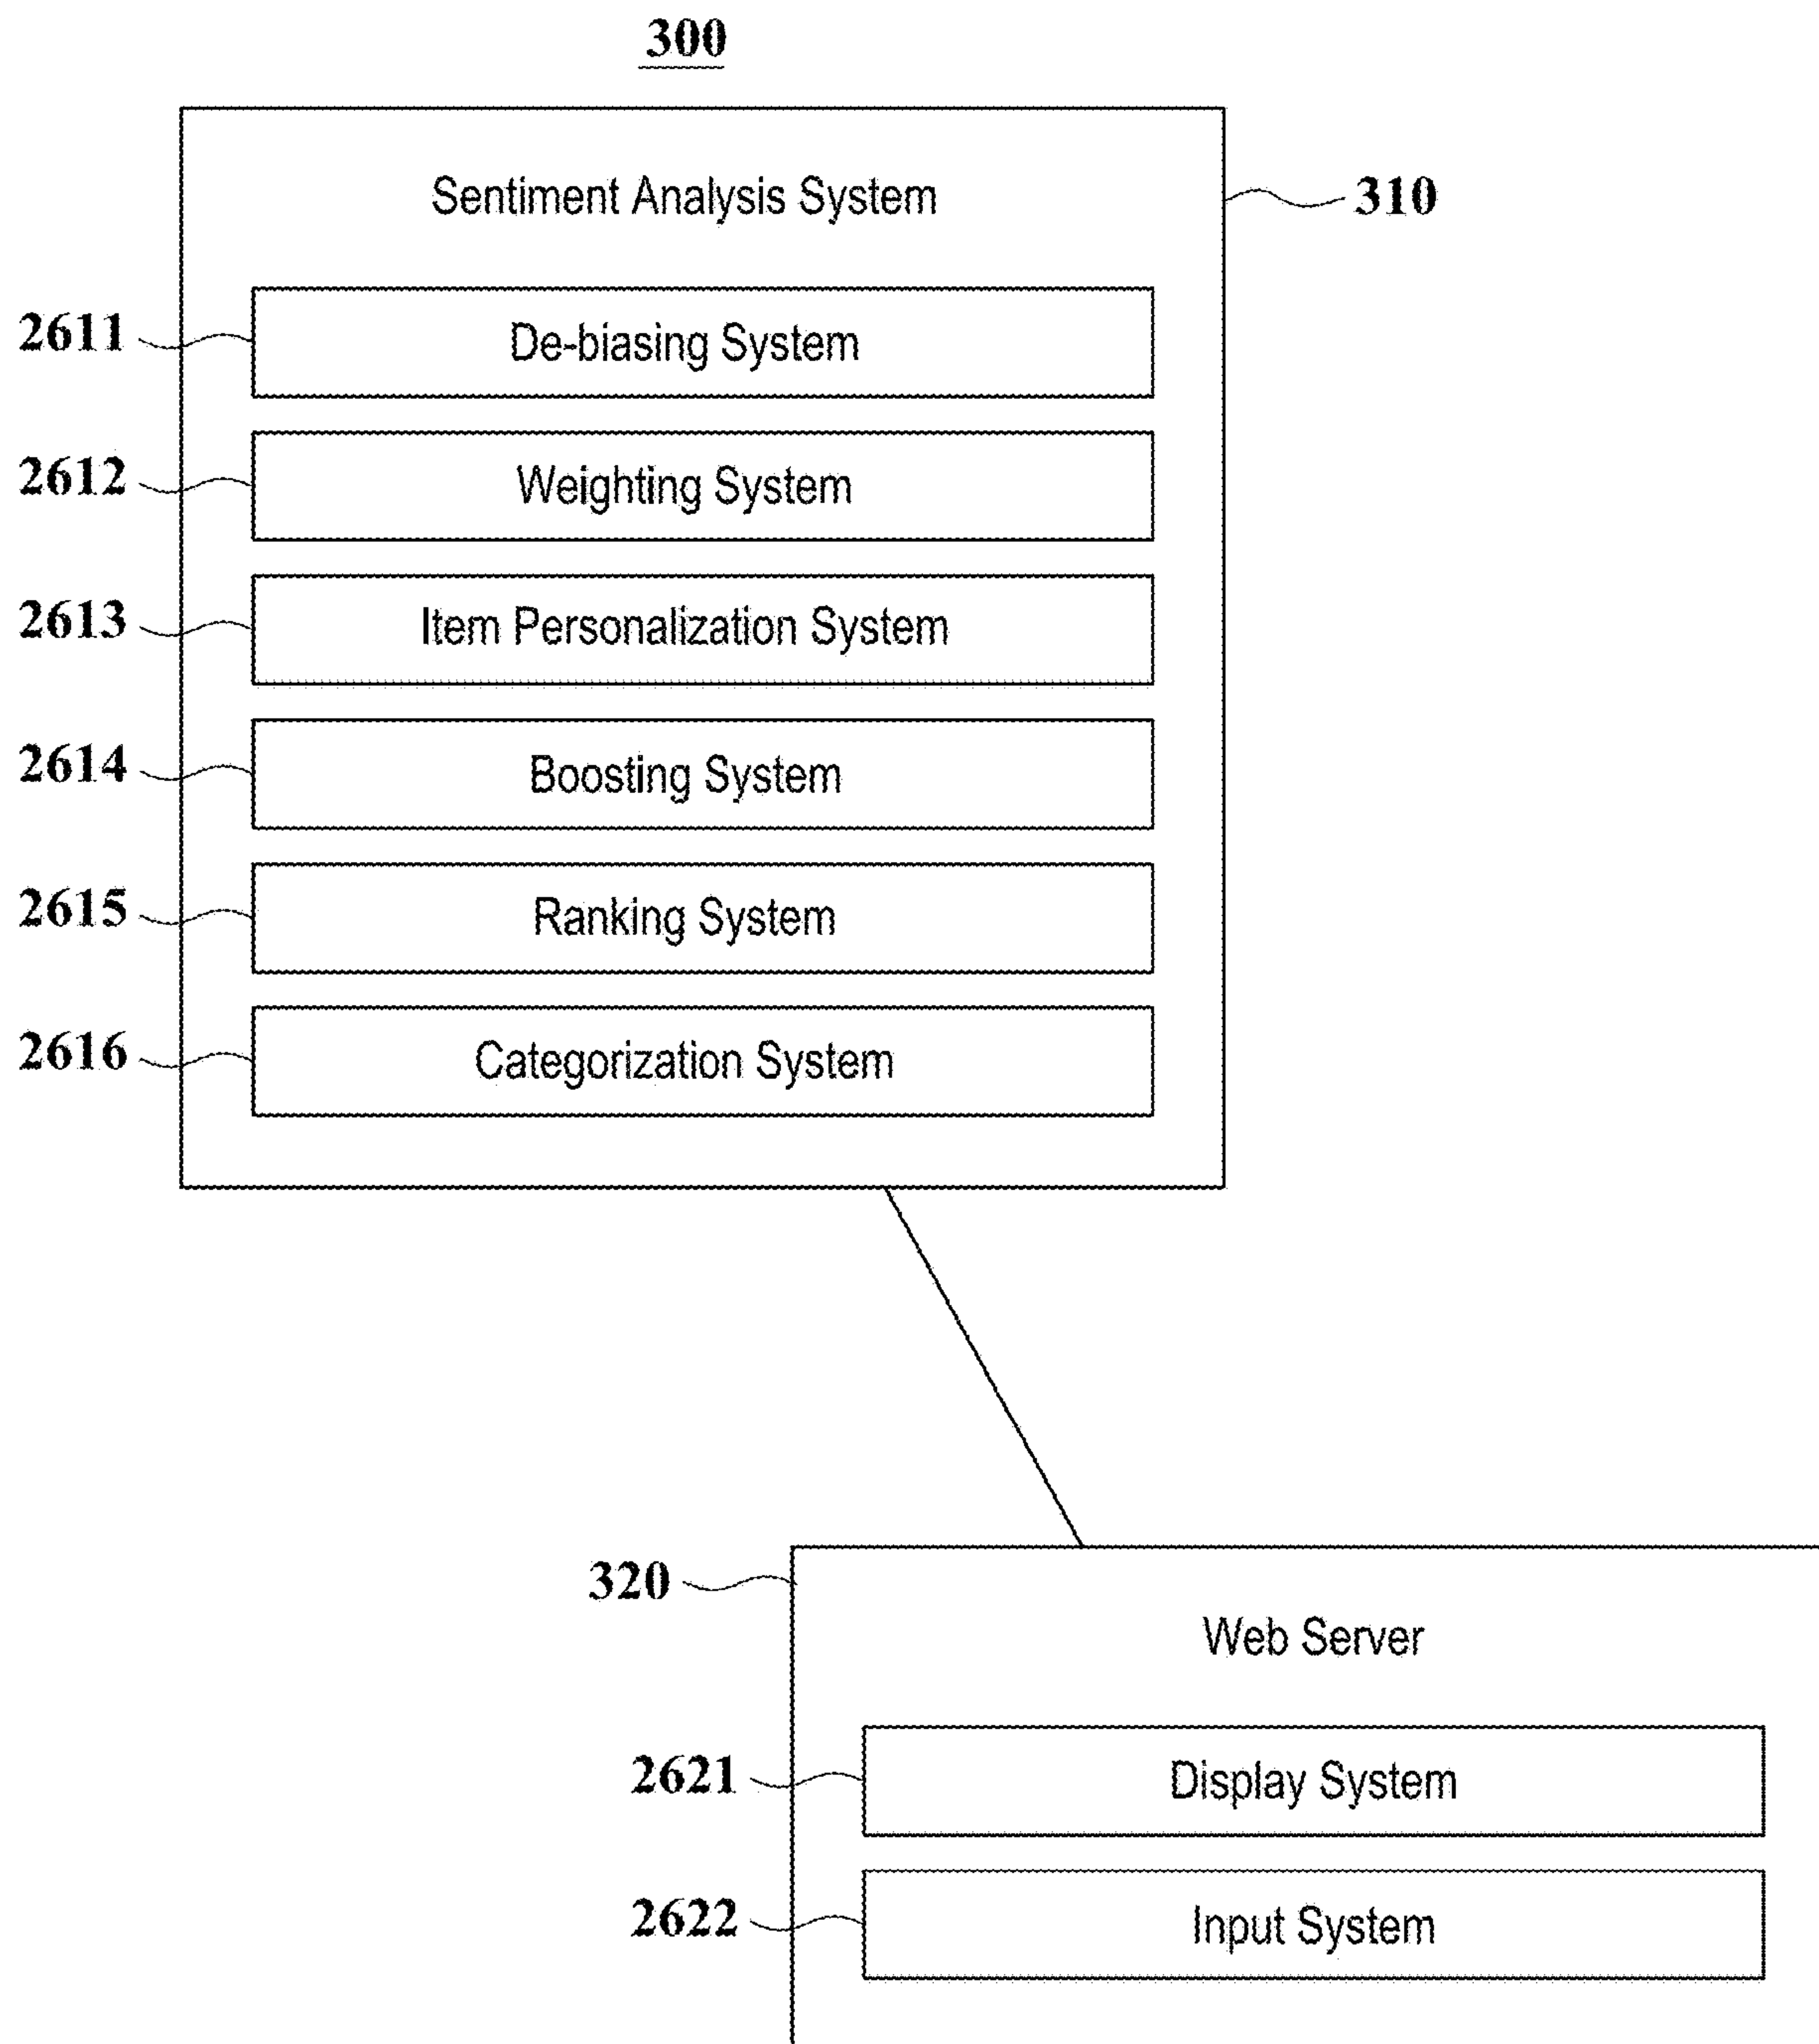 300
Sentiment Analysis System
310
2611
De-biasing System
2612
Weighting System
2613
Item Personalization System
2614
Boosting System
2615
Ranking System
2616
Categorization System
320
Web Server
2621
Display System
2622
Input System